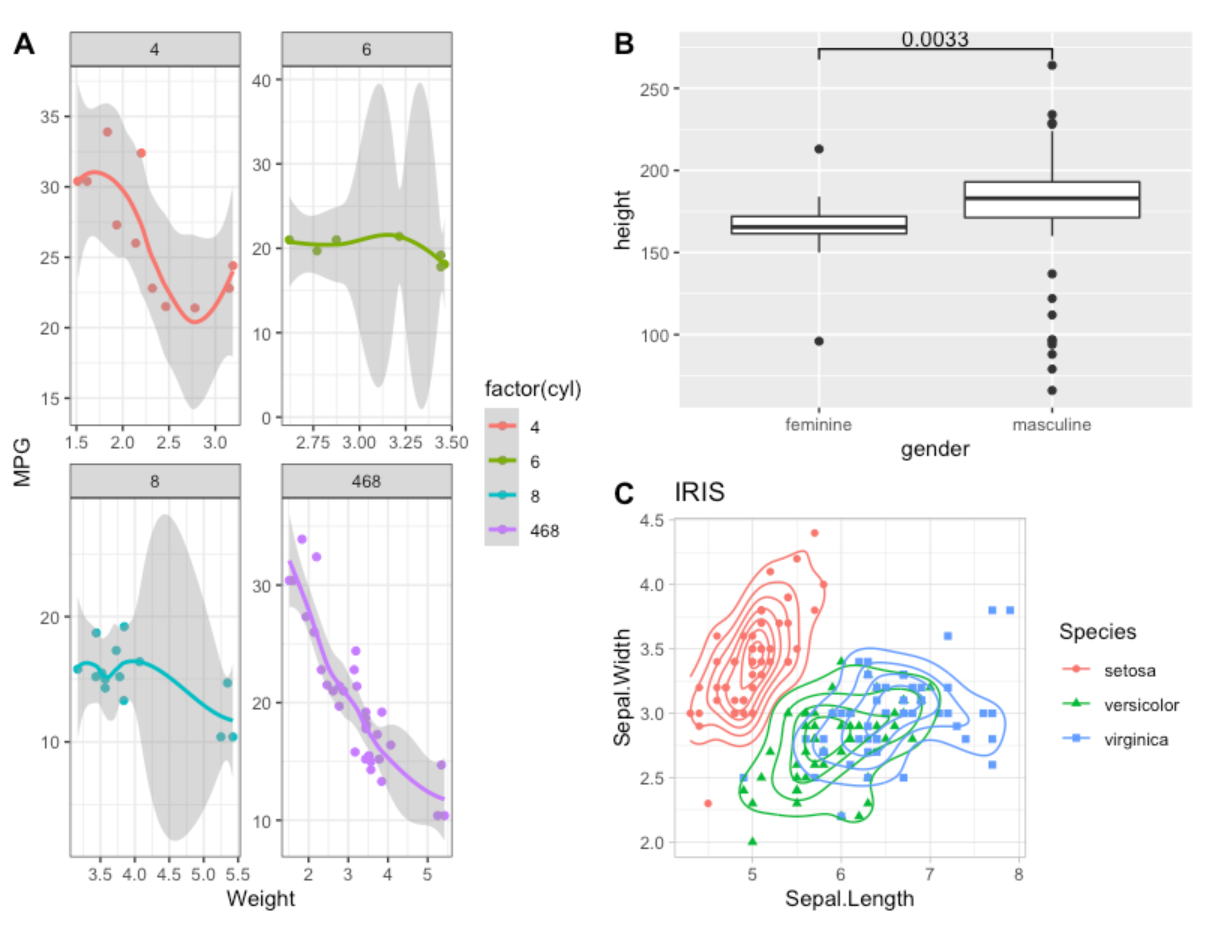 A
4
6
35
30
25
20
15
1.5 2.0 2.5 3.0
40
30
20
10
0
2.75 3.00 3.25 3.50
MPG
8
468
20
10
3.5 4.0 4.5 5.0 5.5
30
20
10
2 3 4 5
Weight
factor(cyl)
4
6
8
468
B
0.0033
250
200
150
100
height
feminine masculine
gender
C IRIS
4.5
4.0
3.5
3.0
2.5
2.0
Sepal.Width
5 6 7 8
Sepal.Length
Species
setosa
versicolor
virginica